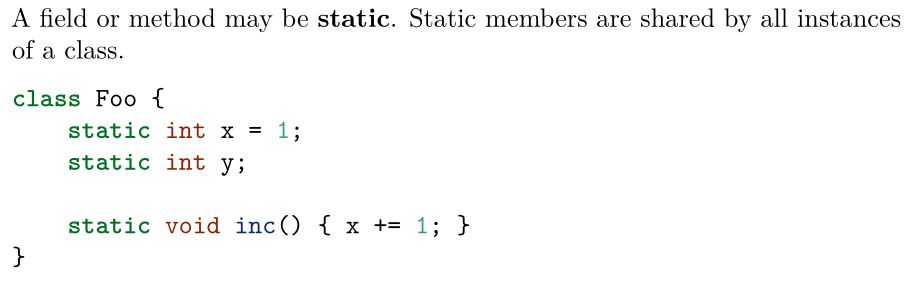 A field or method may be static. Static members are shared by all instances
of a class.
class Foo {
    static int x = 1;
    static int y;

    static void inc() { x += 1; }
}